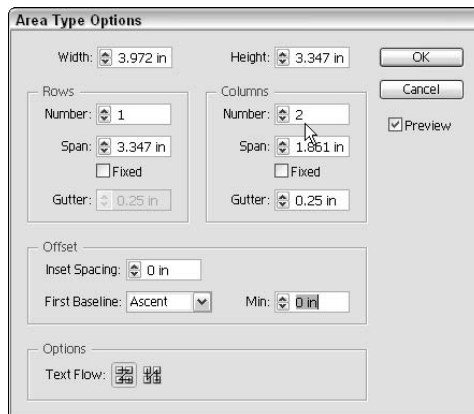 Area Type Options
Width: 3.972 in Height: 3.347 in OK
Rows Columns Cancel
Number: 1 Number: 2 Preview
Span: 3.347 in Span: 1.861 in
Fixed Fixed
Gutter: 0.25 in Gutter: 0.25 in
Offset
Inset Spacing: 0 in
First Baseline: Ascent Min: 0 in
Options
Text Flow: